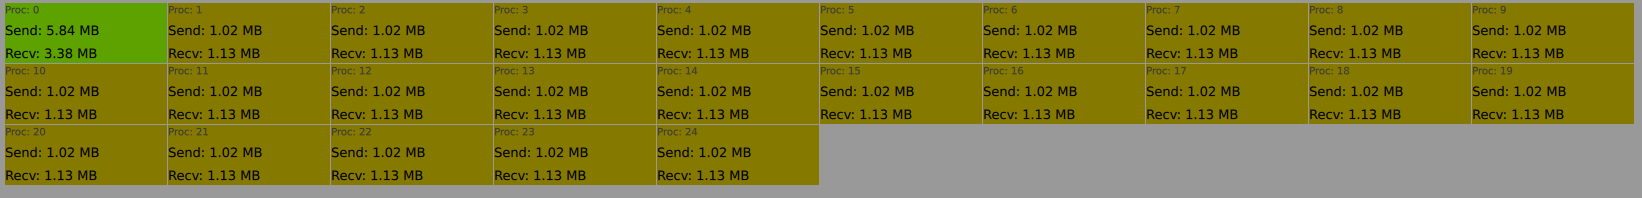 Proc: 0 Proc: 1 Proc: 2 Proc: 3 Proc: 4 Proc: 5 Proc: 6 Proc: 7 Proc: 8 Proc: 9
Send: 5.84 MB Send: 1.02 MB Send: 1.02 MB Send: 1.02 MB Send: 1.02 MB Send: 1.02 MB Send: 1.02 MB Send: 1.02 MB Send: 1.02 MB Send: 1.02 MB
Recv: 3.38 MB Recv: 1.13 MB Recv: 1.13 MB Recv: 1.13 MB Recv: 1.13 MB Recv: 1.13 MB Recv: 1.13 MB Recv: 1.13 MB Recv: 1.13 MB Recv: 1.13 MB
Proc: 10 Proc: 11 Proc: 12 Proc: 13 Proc: 14 Proc: 15 Proc: 16 Proc: 17 Proc: 18 Proc: 19
Send: 1.02 MB Send: 1.02 MB Send: 1.02 MB Send: 1.02 MB Send: 1.02 MB Send: 1.02 MB Send: 1.02 MB Send: 1.02 MB Send: 1.02 MB Send: 1.02 MB
Recv: 1.13 MB Recv: 1.13 MB Recv: 1.13 MB Recv: 1.13 MB Recv: 1.13 MB Recv: 1.13 MB Recv: 1.13 MB Recv: 1.13 MB Recv: 1.13 MB Recv: 1.13 MB
Proc: 20 Proc: 21 Proc: 22 Proc: 23 Proc: 24
Send: 1.02 MB Send: 1.02 MB Send: 1.02 MB Send: 1.02 MB Send: 1.02 MB
Recv: 1.13 MB Recv: 1.13 MB Recv: 1.13 MB Recv: 1.13 MB Recv: 1.13 MB